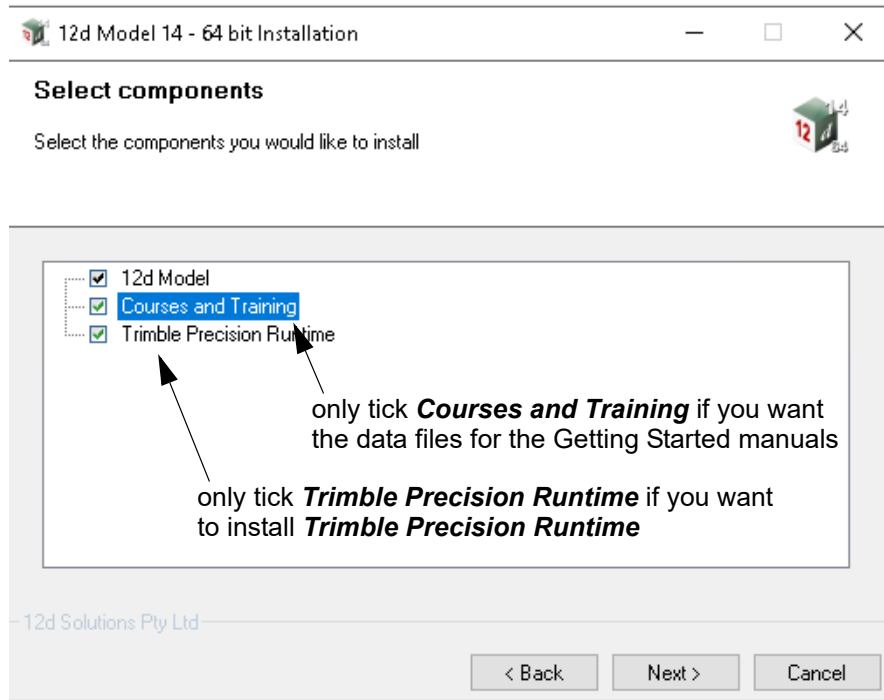 12d Model 14 - 64 bit Installation
Select components
Select the components you would like to install
14
12 d
64
12d Model
Courses and Training
Trimble Precision Runtime
only tick Courses and Training if you want
the data files for the Getting Started manuals
only tick Trimble Precision Runtime if you want
to install Trimble Precision Runtime
12d Solutions Pty Ltd
< Back
Next >
Cancel